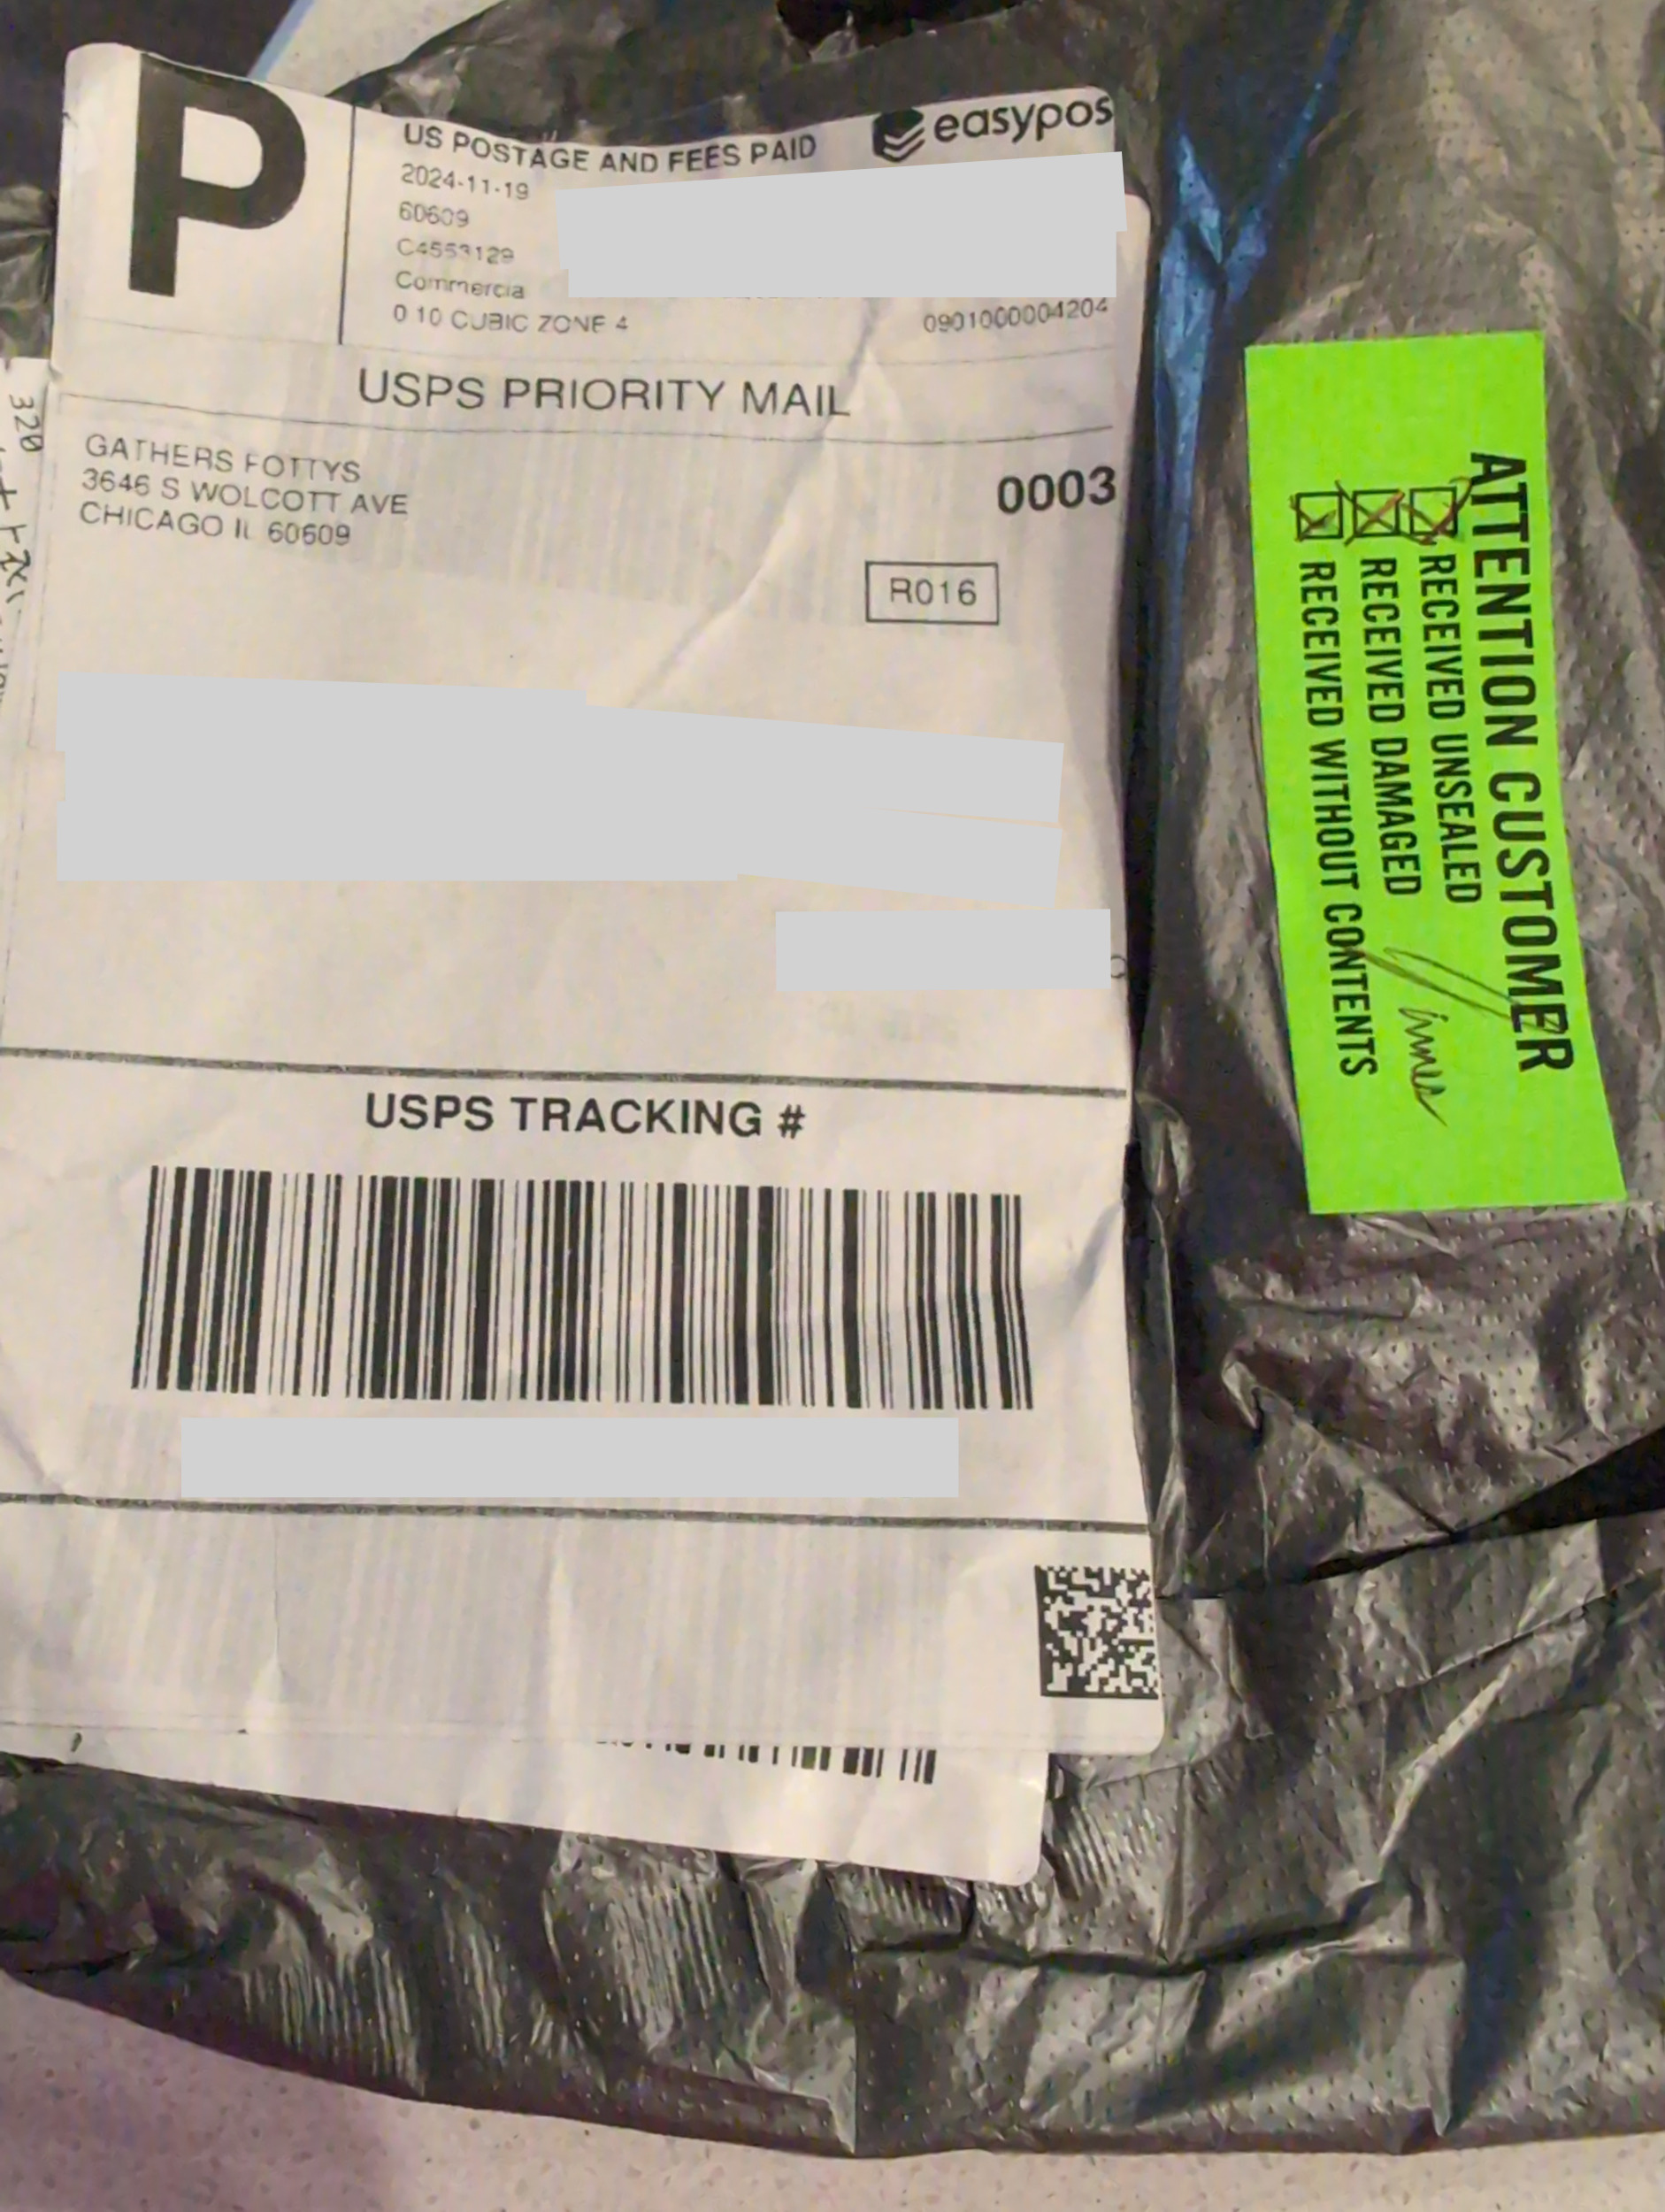 P
US POSTAGE AND FEES PAID
easypos
2024-11-19
60609
C4553129
Commercia
0 10 CUBIC ZONE 4
0901000004204
USPS PRIORITY MAIL
GATHERS FOTTYS
3646 S WOLCOTT AVE
CHICAGO IL 60609
0003
R016
USPS TRACKING #
320
ATTENTION CUSTOMER
RECEIVED UNSEALED
RECEIVED DAMAGED
RECEIVED WITHOUT CONTENTS